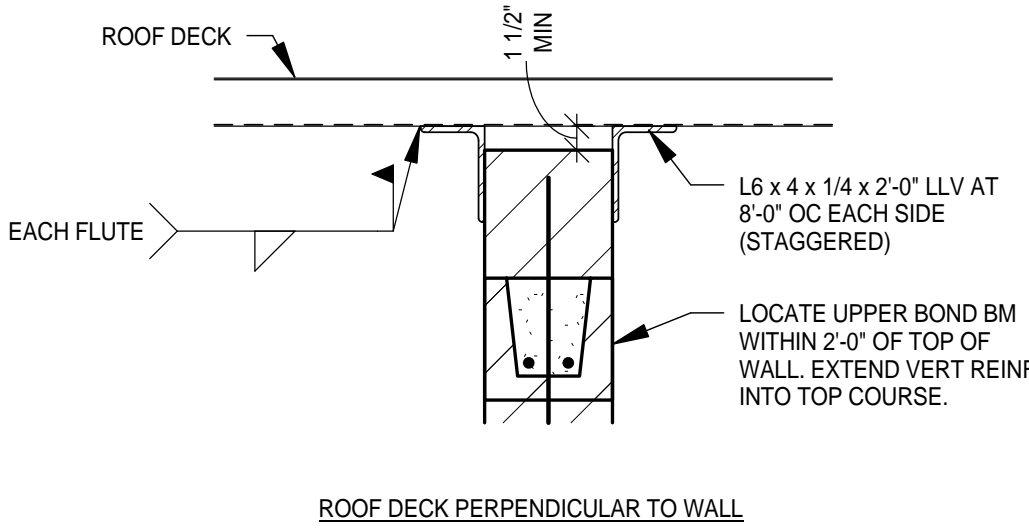 ROOF DECK
1 1/2"
MIN
EACH FLUTE
L6 x 4 x 1/4 x 2'-0" LLV AT
8'-0" OC EACH SIDE
(STAGGERED)
LOCATE UPPER BOND BM
WITHIN 2'-0" OF TOP OF
WALL. EXTEND VERT REINF
INTO TOP COURSE.
ROOF DECK PERPENDICULAR TO WALL